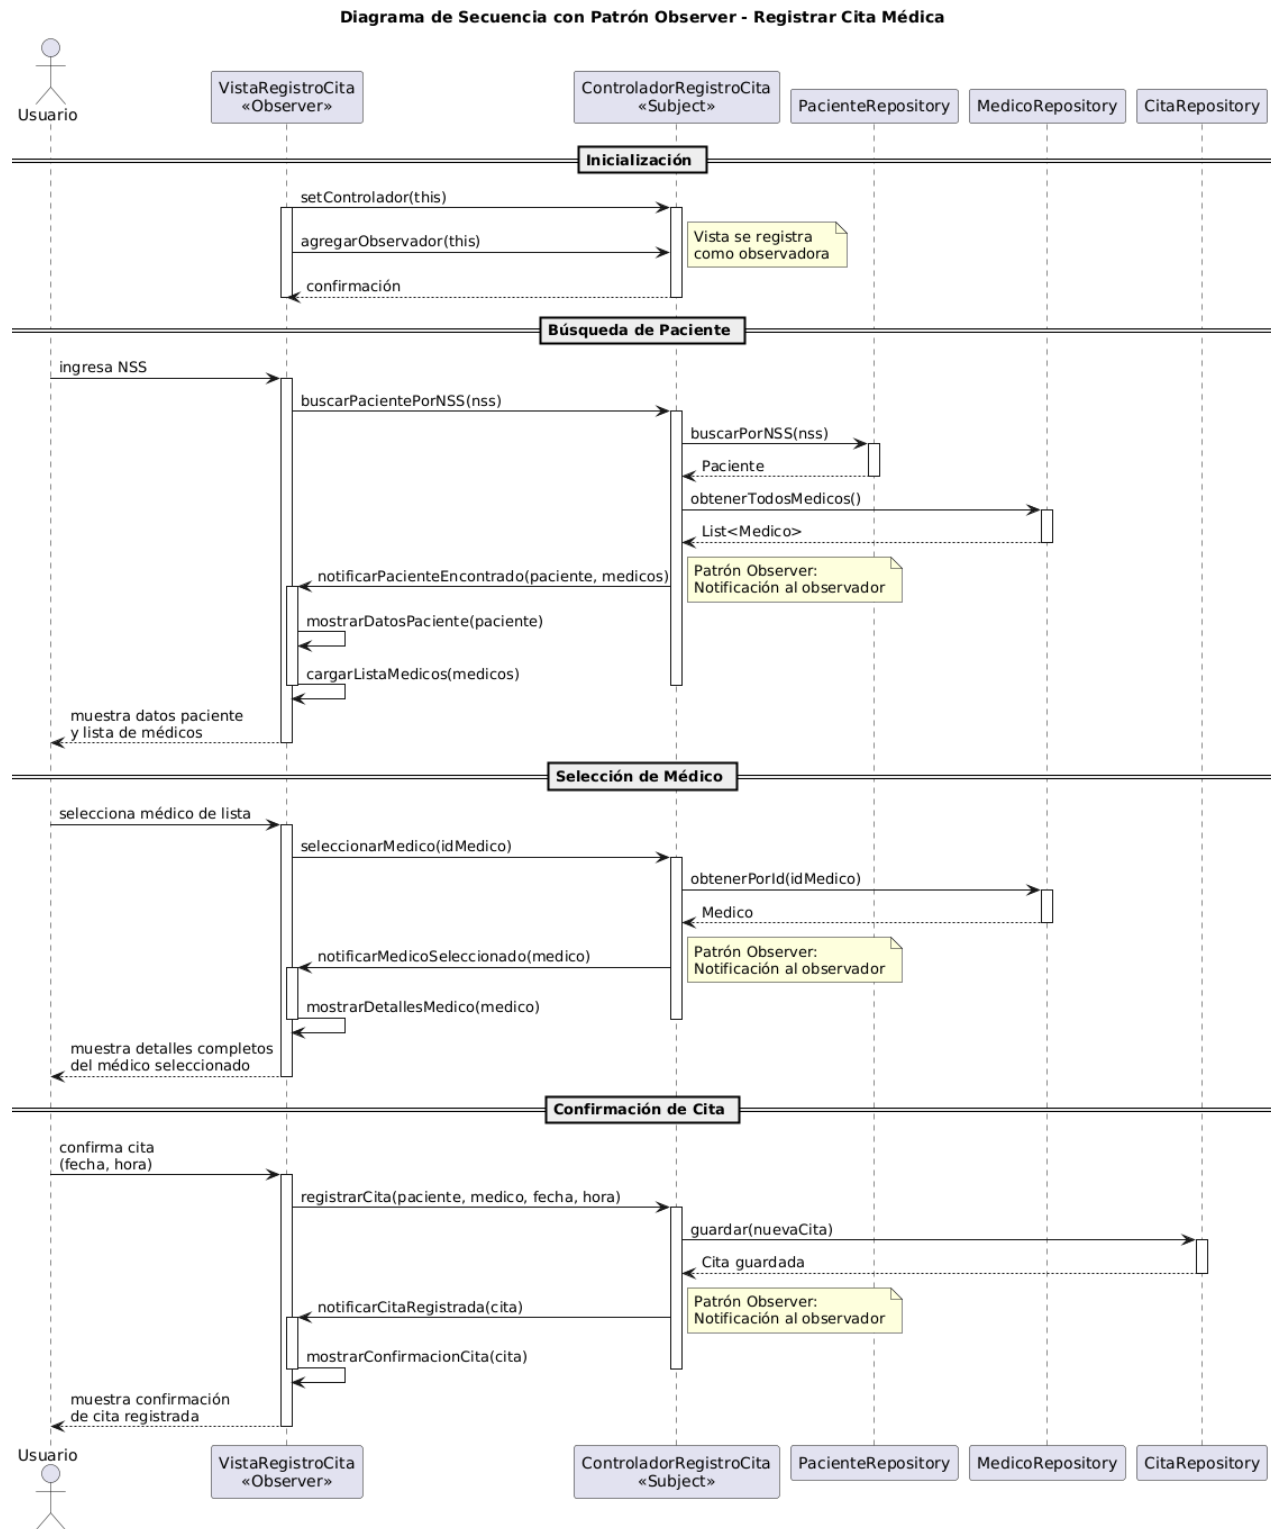 Diagrama de Secuencia con Patrón Observer - Registrar Cita Médica
Usuario
VistaRegistroCita
«Observer»
ControladorRegistroCita
«Subject»
PacienteRepository
MedicoRepository
CitaRepository
Inicialización
setControlador(this)
agregarObservador(this)
Vista se registra
como observadora
confirmación
Búsqueda de Paciente
ingresa NSS
buscarPacientePorNSS(nss)
buscarPorNSS(nss)
Paciente
obtenerTodosMedicos()
List<Medico>
notificarPacienteEncontrado(paciente, medicos)
Patrón Observer:
Notificación al observador
mostrarDatosPaciente(paciente)
cargarListaMedicos(medicos)
muestra datos paciente
y lista de médicos
Selección de Médico
selecciona médico de lista
seleccionarMedico(idMedico)
obtenerPorId(idMedico)
Medico
notificarMedicoSeleccionado(medico)
Patrón Observer:
Notificación al observador
mostrarDetallesMedico(medico)
muestra detalles completos
del médico seleccionado
Confirmación de Cita
confirma cita
(fecha, hora)
registrarCita(paciente, medico, fecha, hora)
guardar(nuevaCita)
Cita guardada
notificarCitaRegistrada(cita)
Patrón Observer:
Notificación al observador
mostrarConfirmacionCita(cita)
muestra confirmación
de cita registrada
Usuario
VistaRegistroCita
«Observer»
ControladorRegistroCita
«Subject»
PacienteRepository
MedicoRepository
CitaRepository